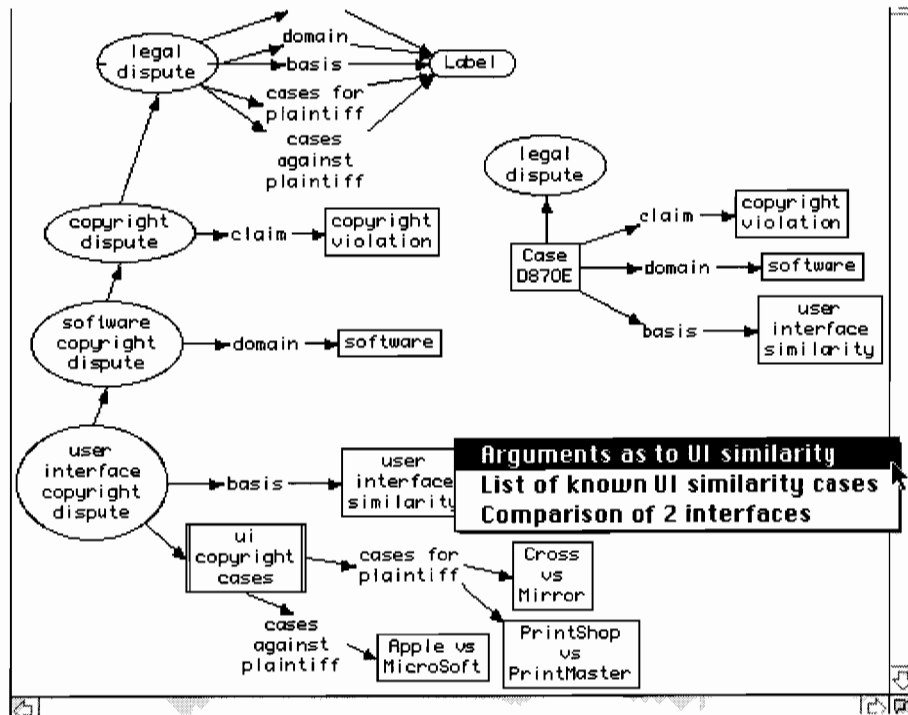 legal
dispute
domain
basis
cases for
plaintiff
cases
against
plaintiff
Label
legal
dispute
copyright
dispute
claim
copyright
violation
Case
D870E
claim
copyright
violation
domain
software
basis
user
interface
similarity
software
copyright
dispute
domain
software
user
interface
copyright
dispute
basis
user
interface
similarity
Arguments as to UI similarity
List of known UI similarity cases
Comparison of 2 interfaces
ui
copyright
cases
cases for
plaintiff
Cross
vs
Mirror
cases
against
plaintiff
Apple vs
MicroSoft
PrintShop
vs
PrintMaster